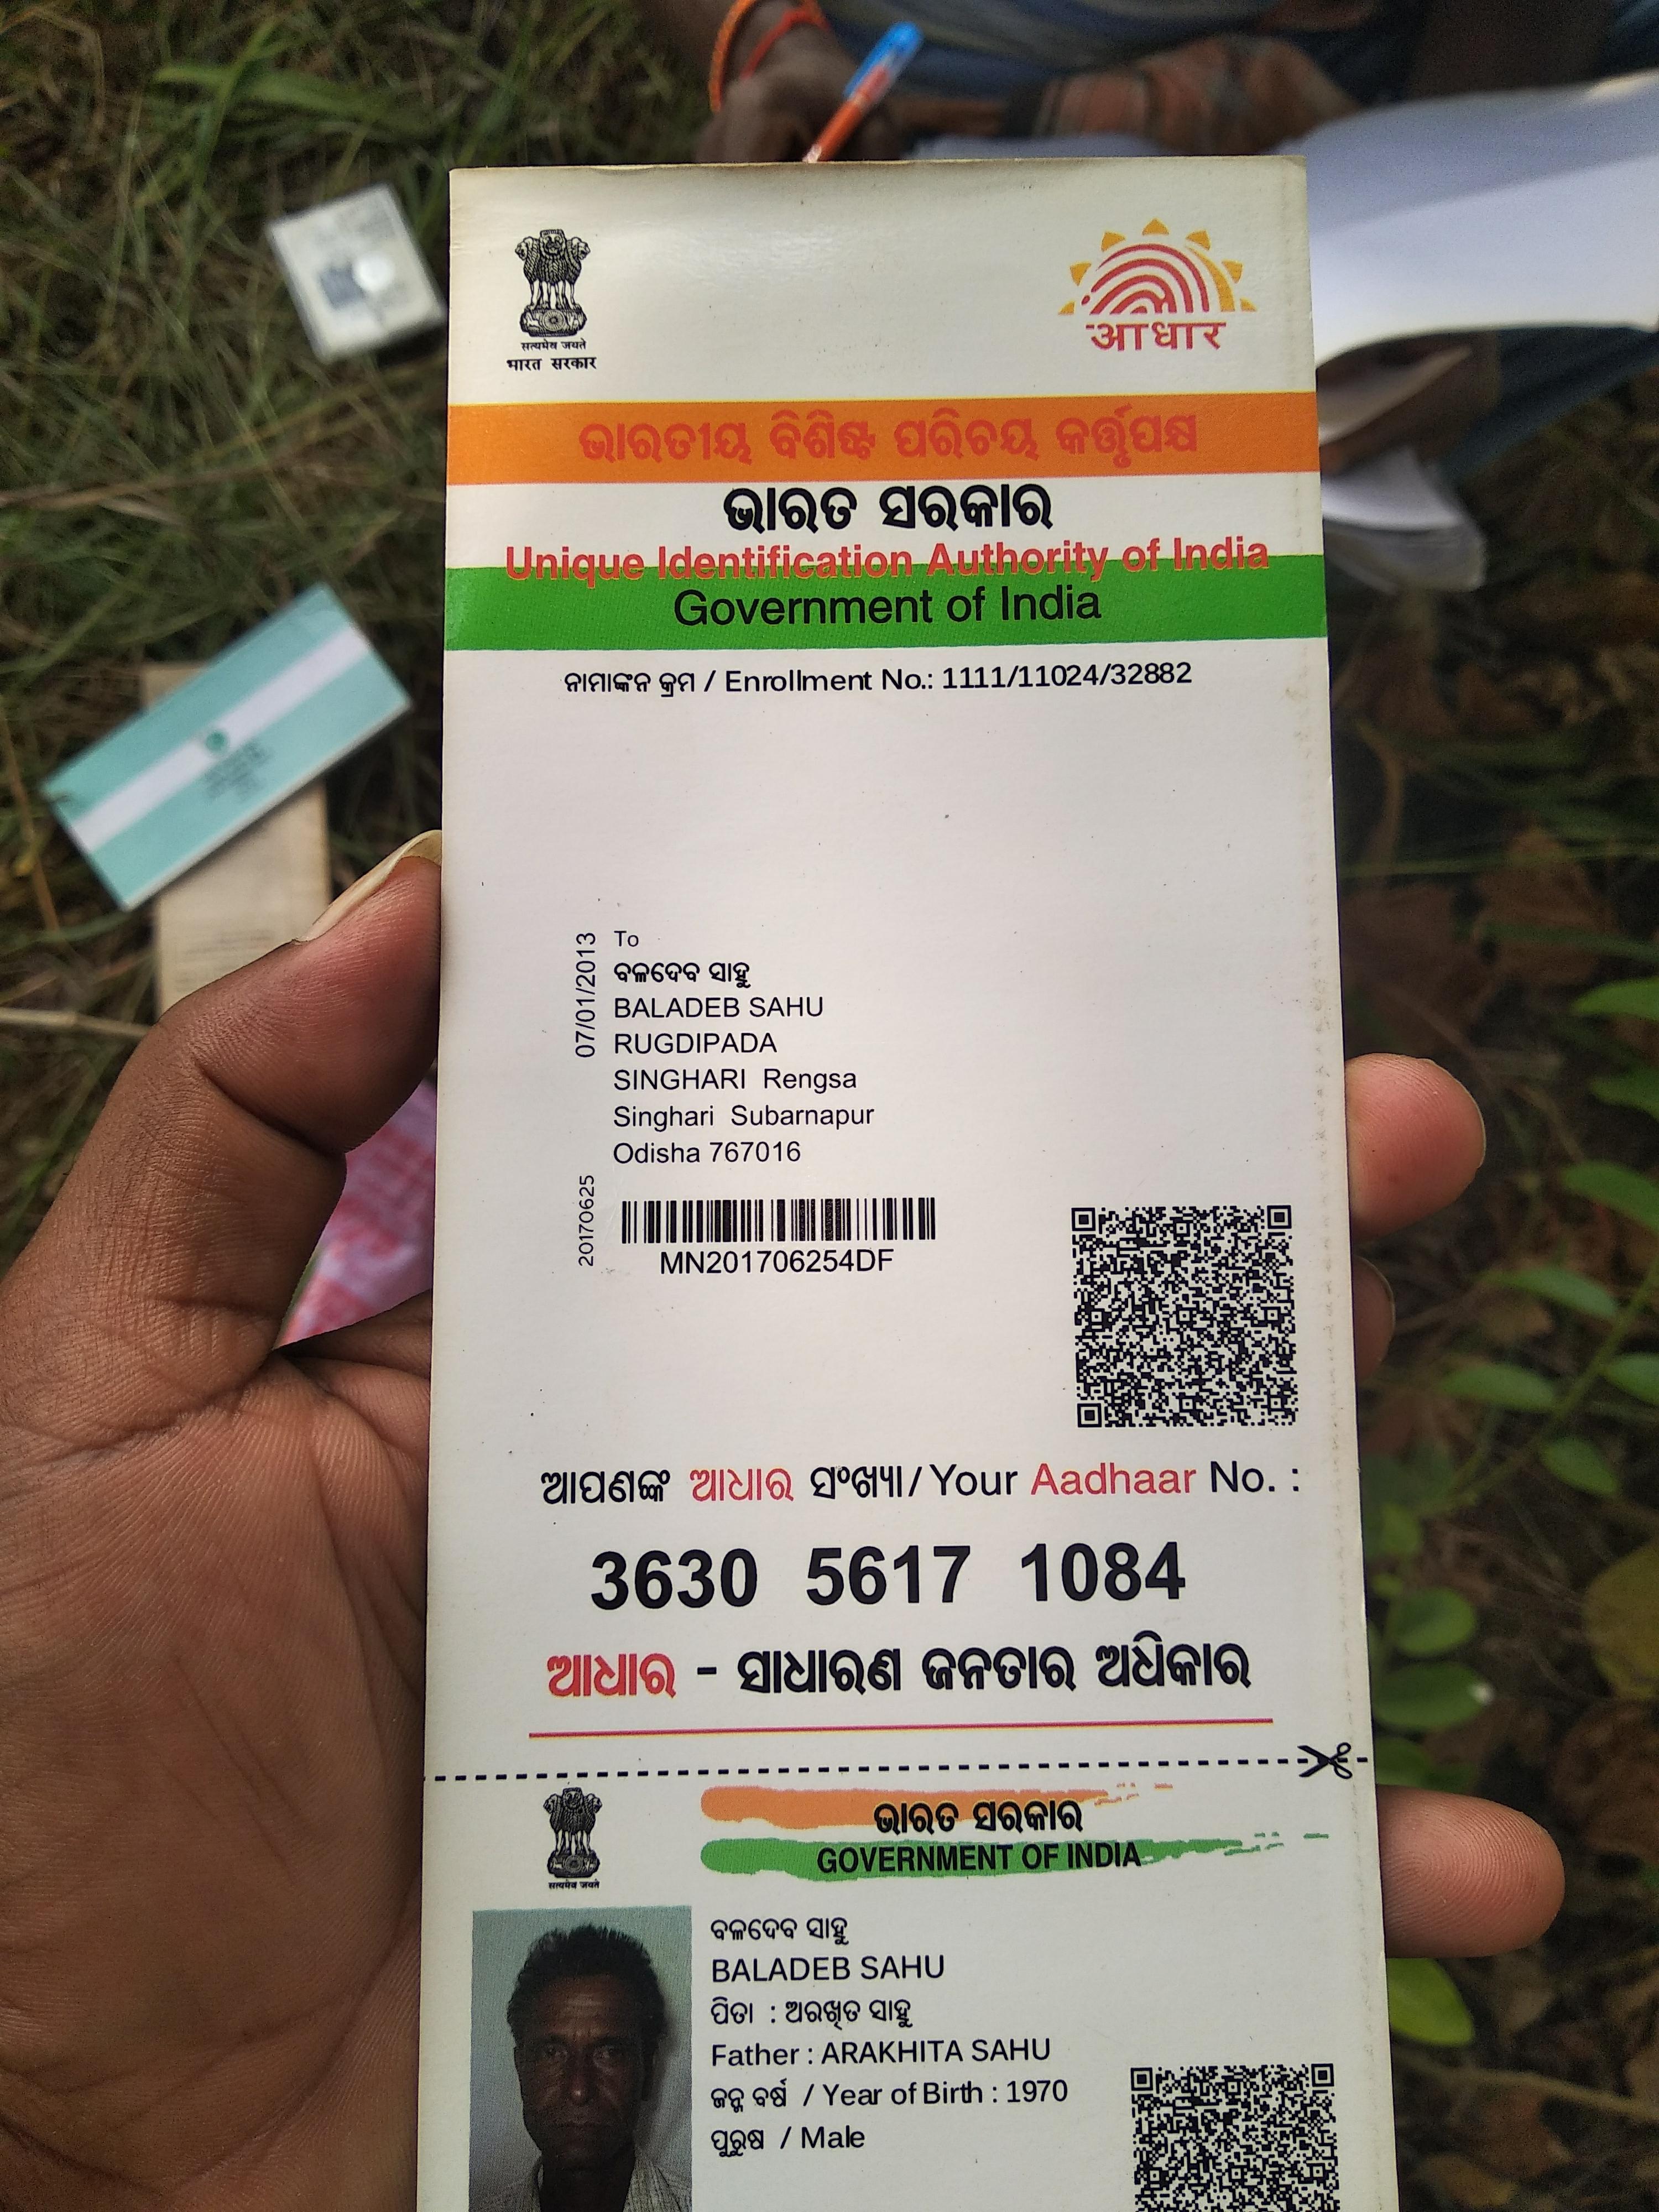 सत्यमेव जयते
भारत सरकार
आधार
ଭାରତୀୟ ବିଶିଷ୍ଟ ପରିଚୟ କର୍ତ୍ତୃପକ୍ଷ
ଭାରତ ସରକାର
Unique Identification Authority of India
Government of India
ନାମାଙ୍କନ କ୍ରମ / Enrollment No.: 1111/11024/32882
07/01/2013
To
ବଳଦେବ ସାହୁ
BALADEB SAHU
RUGDIPADA
SINGHARI Rengsa
Singhari Subarnapur
Odisha 767016
20170625
MN201706254DF
ଆପଣଙ୍କ ଆଧାର ସଂଖ୍ୟା/ Your Aadhaar No. :
3630 5617 1084
ଆଧାର - ସାଧାରଣ ଜନତାର ଅଧିକାର
सत्यमेव जयते
ଭାରତ ସରକାର
GOVERNMENT OF INDIA
ବଳଦେବ ସାହୁ
BALADEB SAHU
ପିତା : ଅରଖିତ ସାହୁ
Father : ARAKHITA SAHU
ଜନ୍ମ ବର୍ଷ / Year of Birth : 1970
ପୁରୁଷ / Male